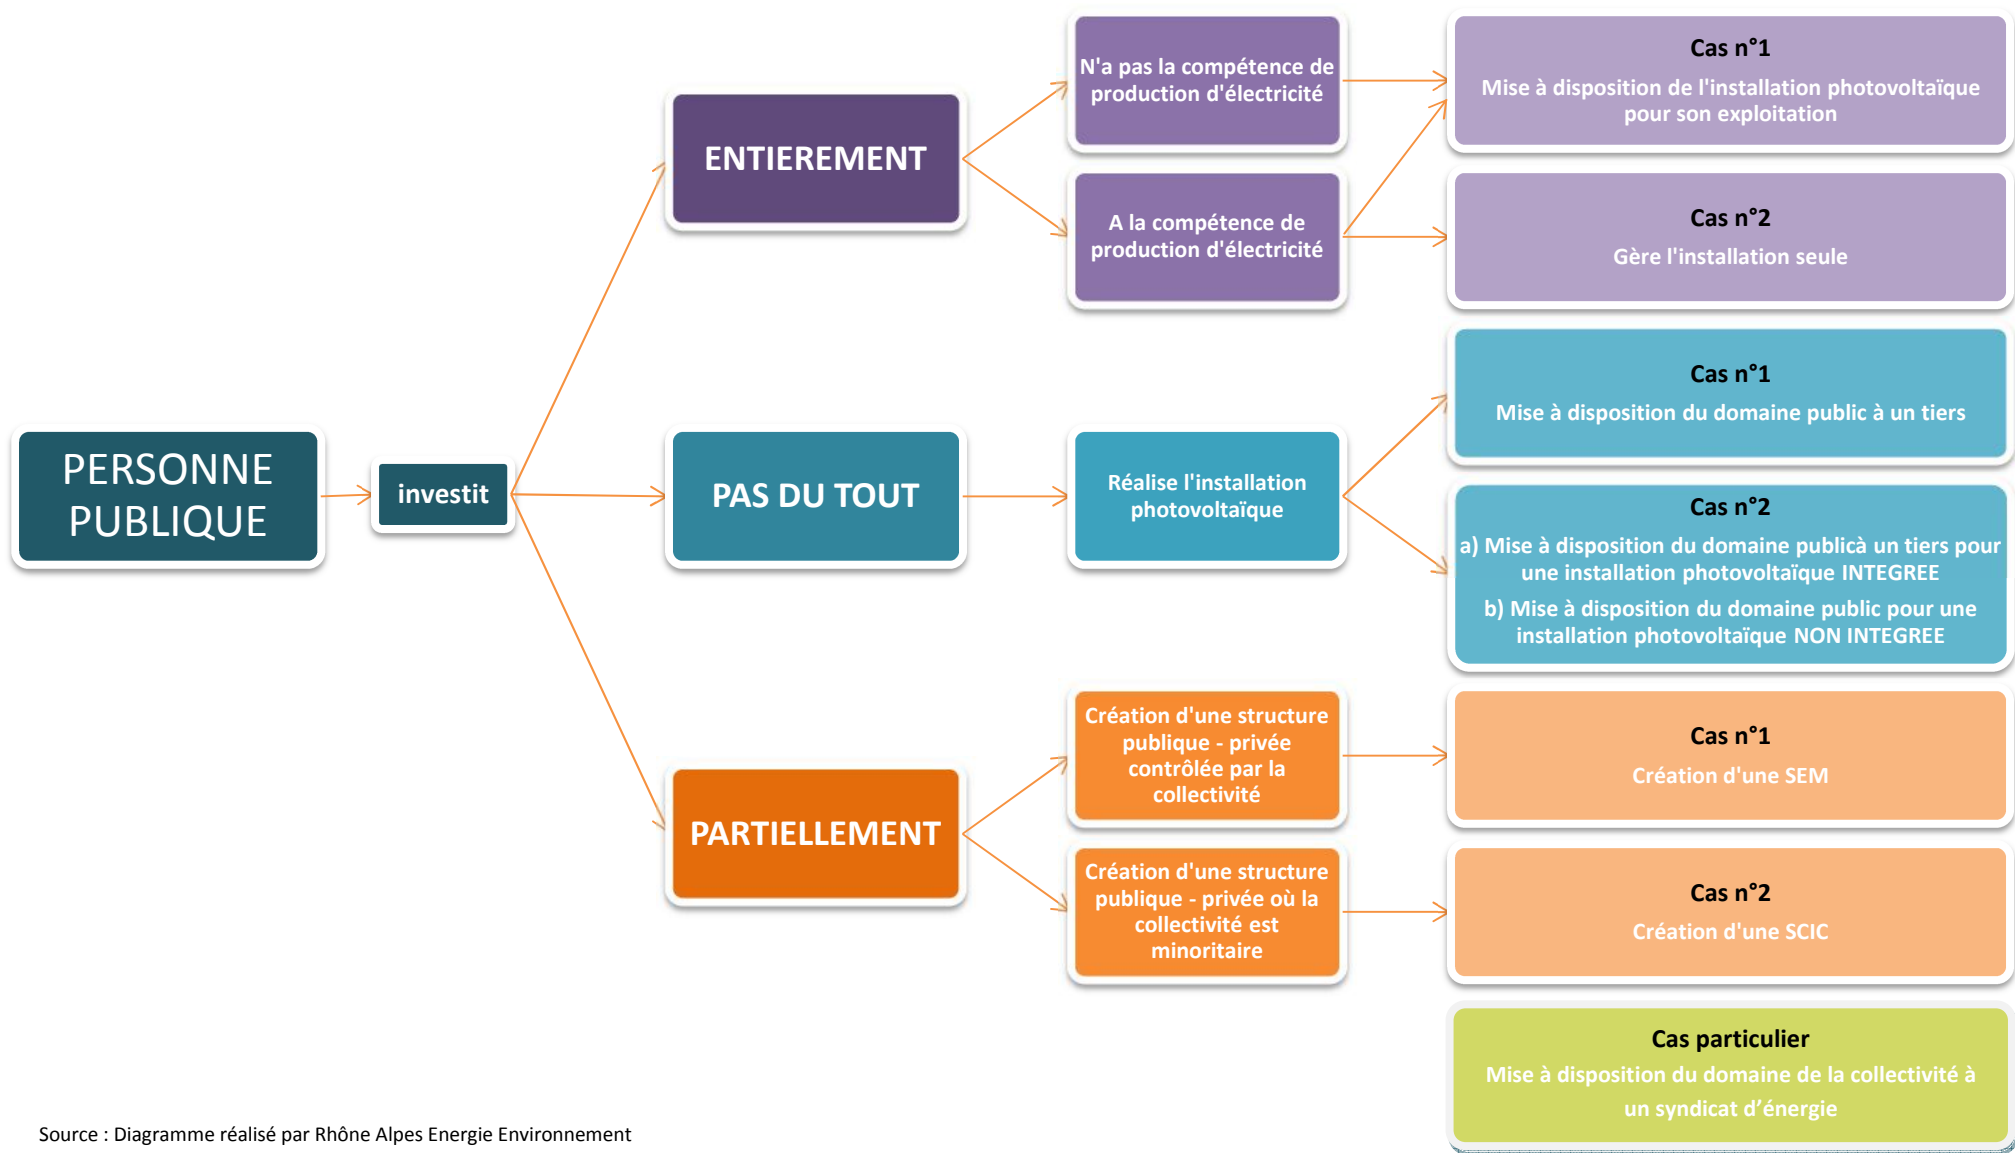 PERSONNE
PUBLIQUE
investit
ENTIEREMENT
N'a pas la compétence de
production d'électricité
A la compétence de
production d'électricité
Cas n°1
Mise à disposition de l'installation photovoltaïque
pour son exploitation
Cas n°2
Gère l'installation seule
PAS DU TOUT
Réalise l'installation
photovoltaïque
Cas n°1
Mise à disposition du domaine public à un tiers
Cas n°2
a) Mise à disposition du domaine publicà un tiers pour
une installation photovoltaïque INTEGREE
b) Mise à disposition du domaine public pour une
installation photovoltaïque NON INTEGREE
PARTIELLEMENT
Création d'une structure
publique - privée
contrôlée par la
collectivité
Création d'une structure
publique - privée où la
collectivité est
minoritaire
Cas n°1
Création d'une SEM
Cas n°2
Création d'une SCIC
Cas particulier
Mise à disposition du domaine de la collectivité à
un syndicat d’énergie
Source : Diagramme réalisé par Rhône Alpes Energie Environnement